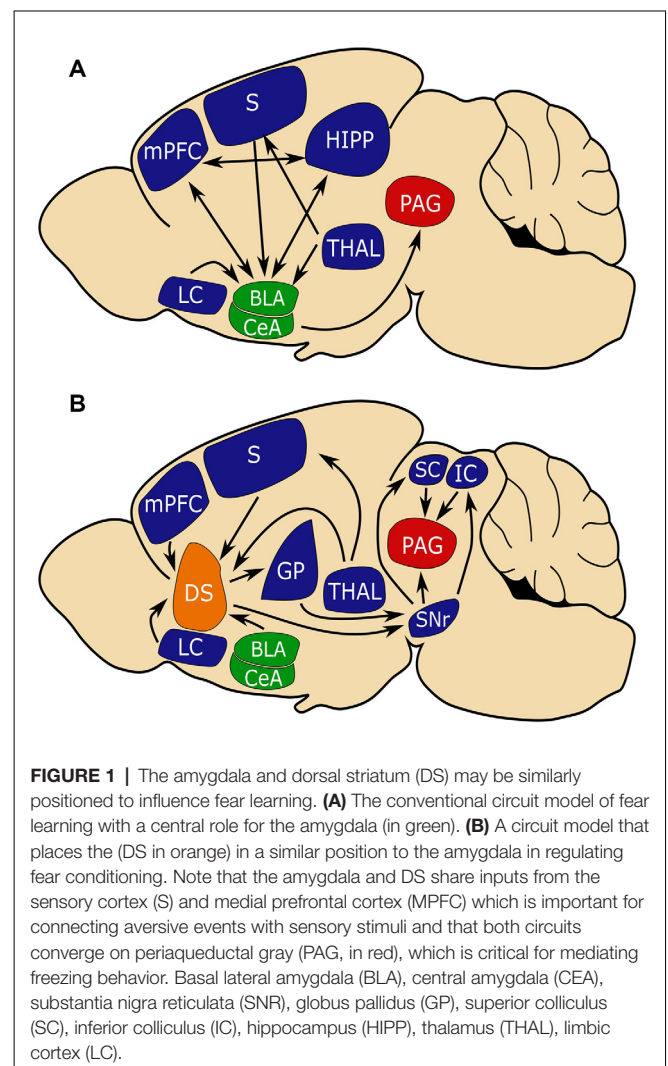 A
S
mPFC
HIPP
PAG
THAL
LC
BLA
CeA
B
S
SC
IC
mPFC
PAG
GP
THAL
DS
SNr
LC
BLA
CeA
FIGURE 1 | The amygdala and dorsal striatum (DS) may be similarly
positioned to influence fear learning. (A) The conventional circuit model of fear
learning with a central role for the amygdala (in green). (B) A circuit model that
places the (DS in orange) in a similar position to the amygdala in regulating
fear conditioning. Note that the amygdala and DS share inputs from the
sensory cortex (S) and medial prefrontal cortex (MPFC) which is important for
connecting aversive events with sensory stimuli and that both circuits
converge on periaqueductal gray (PAG, in red), which is critical for mediating
freezing behavior. Basal lateral amygdala (BLA), central amygdala (CEA),
substantia nigra reticulata (SNR), globus pallidus (GP), superior colliculus
(SC), inferior colliculus (IC), hippocampus (HIPP), thalamus (THAL), limbic
cortex (LC).